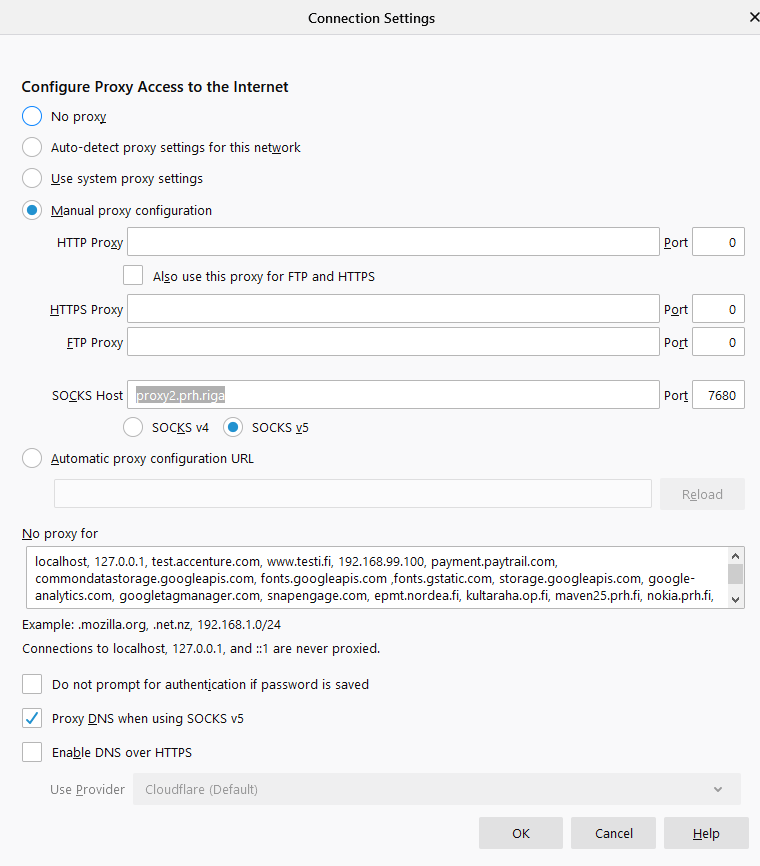 Connection Settings
Configure Proxy Access to the Internet
No proxy
Auto-detect proxy settings for this network
Use system proxy settings
Manual proxy configuration
HTTP Proxy Port 0
Also use this proxy for FTP and HTTPS
HTTPS Proxy Port 0
FTP Proxy Port 0
SOCKS Host proxy2.prh.riga Port 7680
SOCKS v4 SOCKS v5
Automatic proxy configuration URL
Reload
No proxy for
localhost, 127.0.0.1, test.accenture.com, www.testi.fi, 192.168.99.100, payment.paytrail.com,
commondatastorage.googleapis.com, fonts.googleapis.com ,fonts.gstatic.com, storage.googleapis.com, google-
analytics.com, googletagmanager.com, snapengage.com, epmt.nordea.fi, kultaraha.op.fi, maven25.prh.fi, nokia.prh.fi,
Example: .mozilla.org, .net.nz, 192.168.1.0/24
Connections to localhost, 127.0.0.1, and ::1 are never proxied.
Do not prompt for authentication if password is saved
Proxy DNS when using SOCKS v5
Enable DNS over HTTPS
Use Provider Cloudflare (Default)
OK Cancel Help